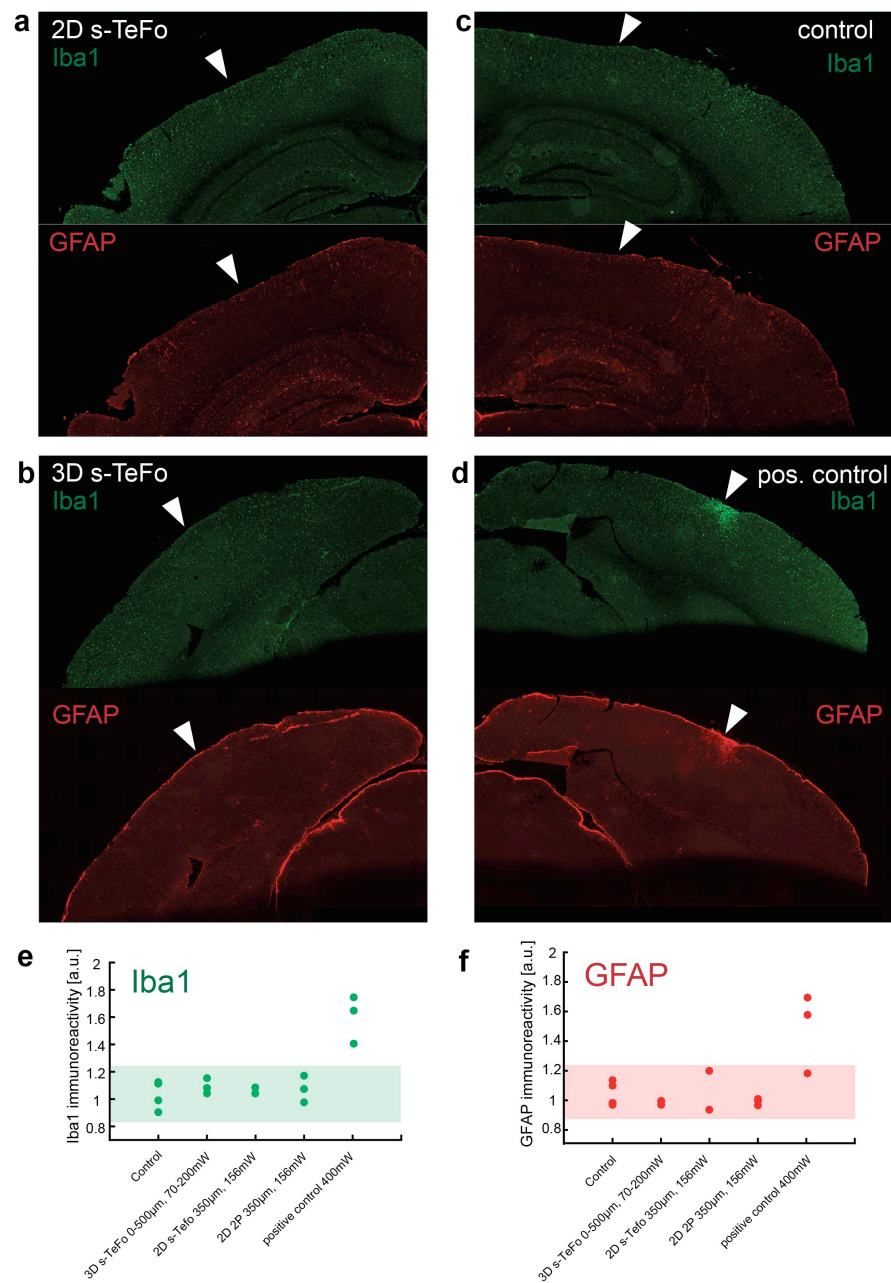 a
2D s-TeFo
Iba1
GFAP
c
control
Iba1
GFAP
b
3D s-TeFo
Iba1
GFAP
d
pos. control
Iba1
GFAP
e
Iba1
Iba1 immunoreactivity [a.u.]
2
1.8
1.6
1.4
1.2
1
0.8
Control
3D s-TeFo 0-500µm, 70-200mW
2D s-Tefo 350µm, 156mW
2D 2P 350µm, 156mW
positive control 400mW
f
GFAP
GFAP immunoreactivity [a.u.]
2
1.8
1.6
1.4
1.2
1
0.8
Control
3D s-TeFo 0-500µm, 70-200mW
2D s-Tefo 350µm, 156mW
2D 2P 350µm, 156mW
positive control 400mW